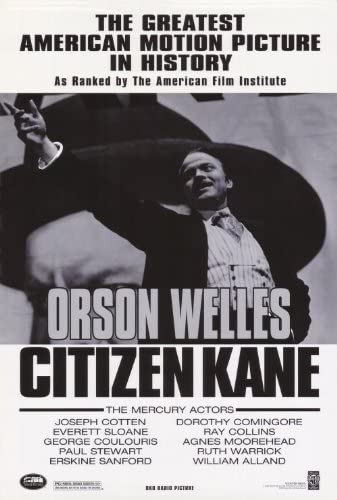 THE GREATEST
AMERICAN MOTION PICTURE
IN HISTORY
As Ranked by The American Film Institute
ORSON WELLES
CITIZEN KANE
THE MERCURY ACTORS
JOSEPH COTTEN
EVERETT SLOANE
GEORGE COULOURIS
PAUL STEWART
ERSKINE SANFORD
DOROTHY COMINGORE
RAY COLLINS
AGNES MOOREHEAD
RUTH WARRICK
WILLIAM ALLAND
RKO RADIO PICTURE